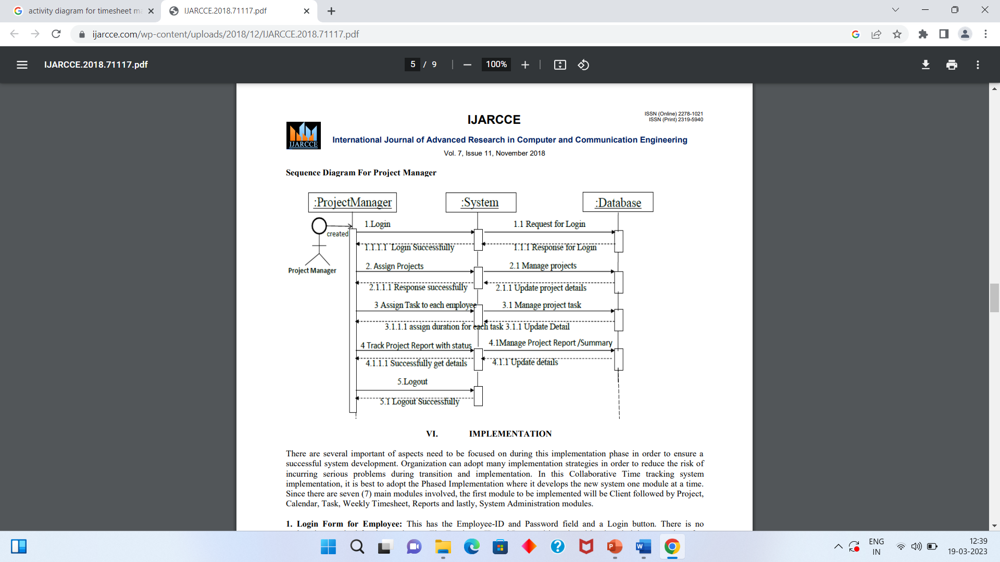 activity diagram for timesheet ma
IJARCCE.2018.71117.pdf
ijarcce.com/wp-content/uploads/2018/12/IJARCCE.2018.71117.pdf
IJARCCE.2018.71117.pdf
5 / 9
100%
IJARCCE
ISSN (Online) 2278-1021
ISSN (Print) 2319-5940
IJARCCE
International Journal of Advanced Research in Computer and Communication Engineering
Vol. 7, Issue 11, November 2018
Sequence Diagram For Project Manager
:ProjectManager
:System
:Database
created
Project Manager
1.Login
1.1 Request for Login
1.1.1.1 Login Successfully
1.1.1 Response for Login
2. Assign Projects
2.1 Manage projects
2.1.1.1 Response successfully
2.1.1 Update project details
3 Assign Task to each employee
3.1 Manage project task
3.1.1.1 assign duration for each task
3.1.1 Update Detail
4 Track Project Report with status
4.1Manage Project Report /Summary
4.1.1.1 Successfully get details
4.1.1 Update details
5.Logout
5.1 Logout Successfully
VI. IMPLEMENTATION
There are several important of aspects need to be focused on during this implementation phase in order to ensure a
successful system development. Organization can adopt many implementation strategies in order to reduce the risk of
incurring serious problems during transition and implementation. In this Collaborative Time tracking system
implementation, it is best to adopt the Phased Implementation where it develops the new system one module at a time.
Since there are seven (7) main modules involved, the first module to be implemented will be Client followed by Project,
Calendar, Task, Weekly Timesheet, Reports and lastly, System Administration modules.
1. Login Form for Employee: This has the Employee-ID and Password field and a Login button. There is no
ENG
IN
12:39
19-03-2023